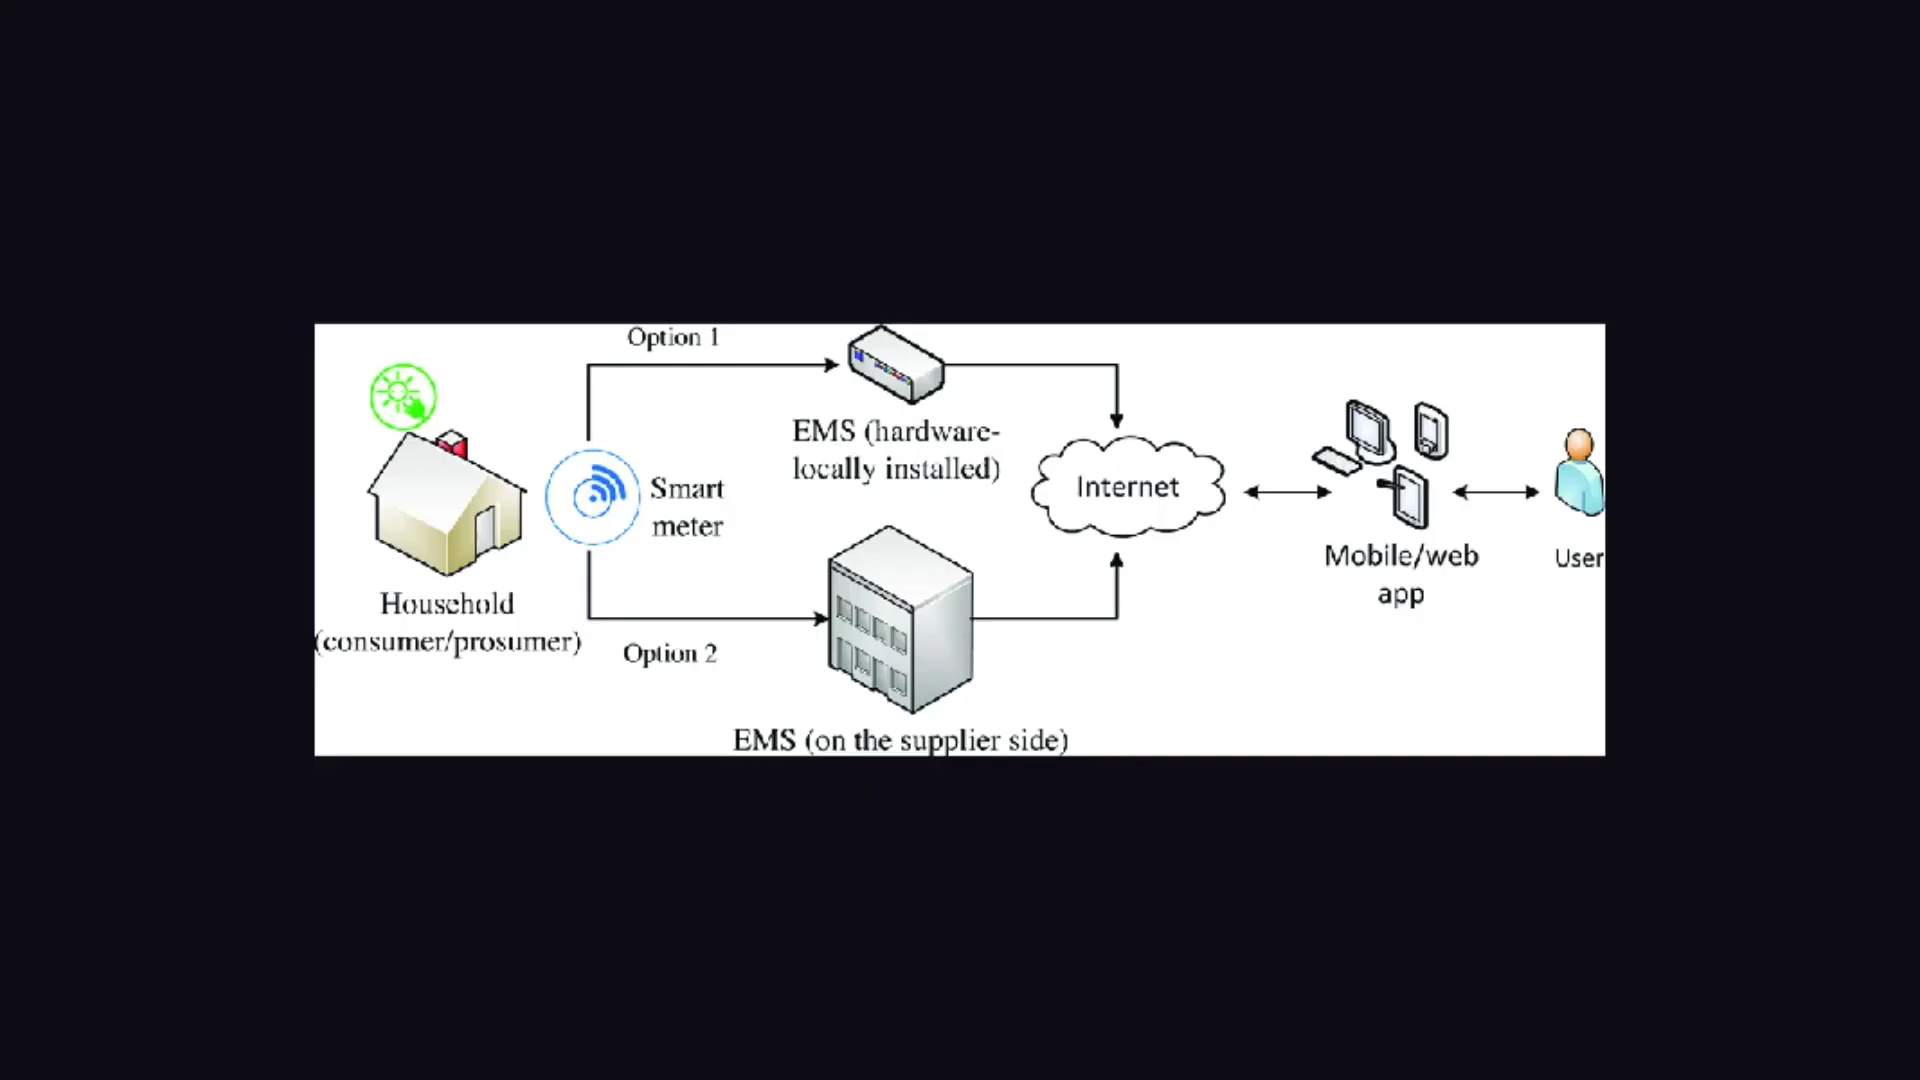 Option 1
EMS (hardware-
locally installed)
Smart
meter
Internet
Household
(consumer/prosumer)
Option 2
EMS (on the supplier side)
Mobile/web
app
User